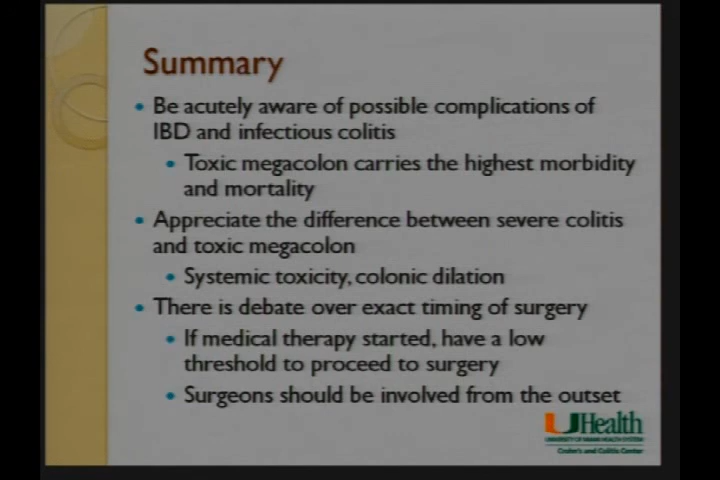 Summary
Be acutely aware of possible complications of
IBD and infectious colitis
Toxic megacolon carries the highest morbidity
and mortality
Appreciate the difference between severe colitis
and toxic megacolon
Systemic toxicity, colonic dilation
There is debate over exact timing of surgery
If medical therapy started, have a low
threshold to proceed to surgery
Surgeons should be involved from the outset
UHealth
UNIVERSITY OF MIAMI HEALTH SYSTEM
Crohn's and Colitis Center